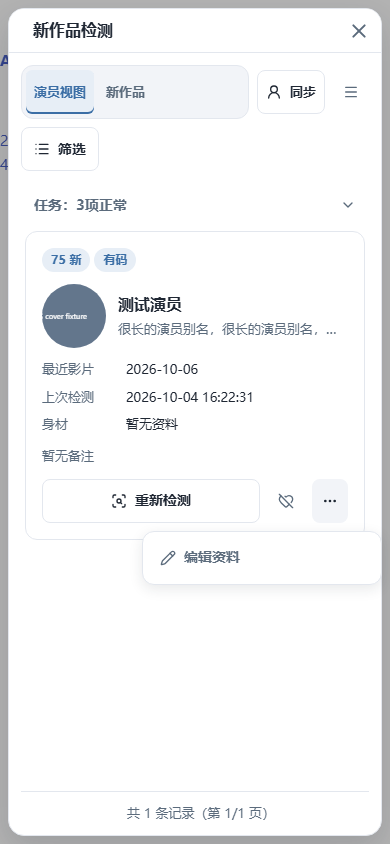 新作品检测
演员视图 新作品 同步
筛选
任务：3项正常
75 新 有码
cover fixture
测试演员
很长的演员别名，很长的演员别名，...
最近影片 2026-10-06
上次检测 2026-10-04 16:22:31
身材 暂无资料
暂无备注
重新检测
编辑资料
共 1 条记录（第 1/1 页）
A
2
4